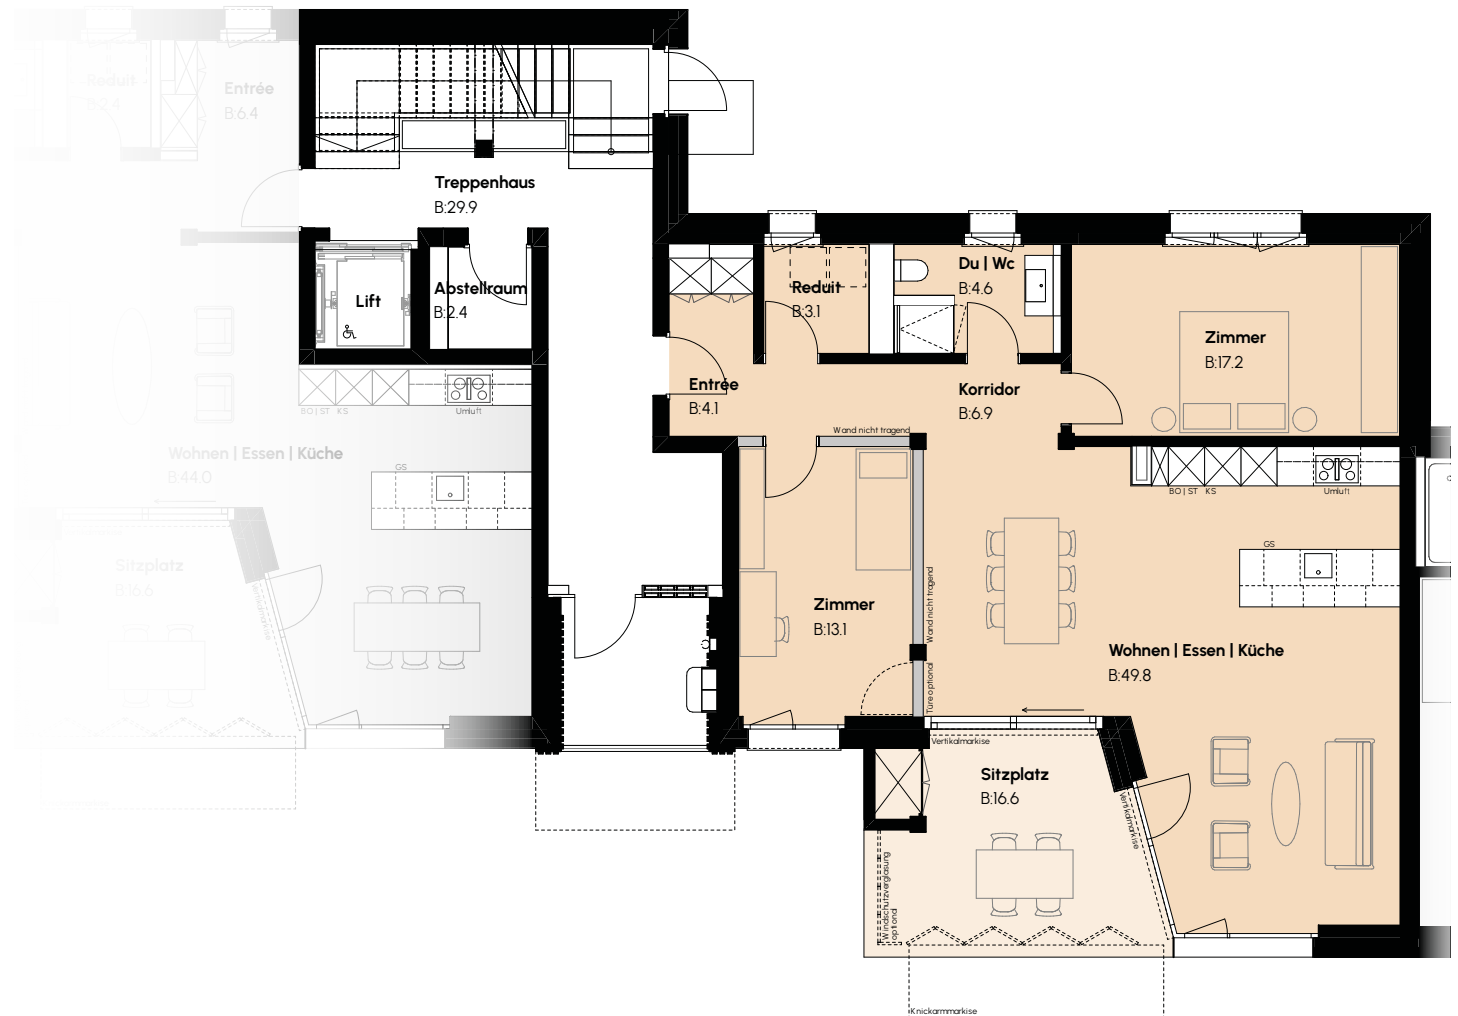 Reduit
B:2.4
Entrée
B:6.4
Treppenhaus
B:29.9
Lift
Abstellraum
B:2.4
Reduit
B:3.1
Du | Wc
B:4.6
Zimmer
B:17.2
Entrée
B:4.1
Korridor
B:6.9
Wand nicht tragend
BO | ST KS
Umluft
Wohnen | Essen | Küche
B:44.0
GS
BO | ST KS
Umluft
GS
Sitzplatz
B:16.6
Vertikalmarkise
Zimmer
B:13.1
Wand nicht tragend
Türe optional
Wohnen | Essen | Küche
B:49.8
Vertikalmarkise
Sitzplatz
B:16.6
Vertikalmarkise
Windschutzverglasung
optional
Knickarmmarkise